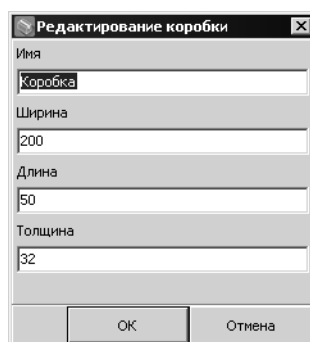 Редактирование коробки
Имя
Коробка
Ширина
200
Длина
50
Толщина
32
OK Отмена